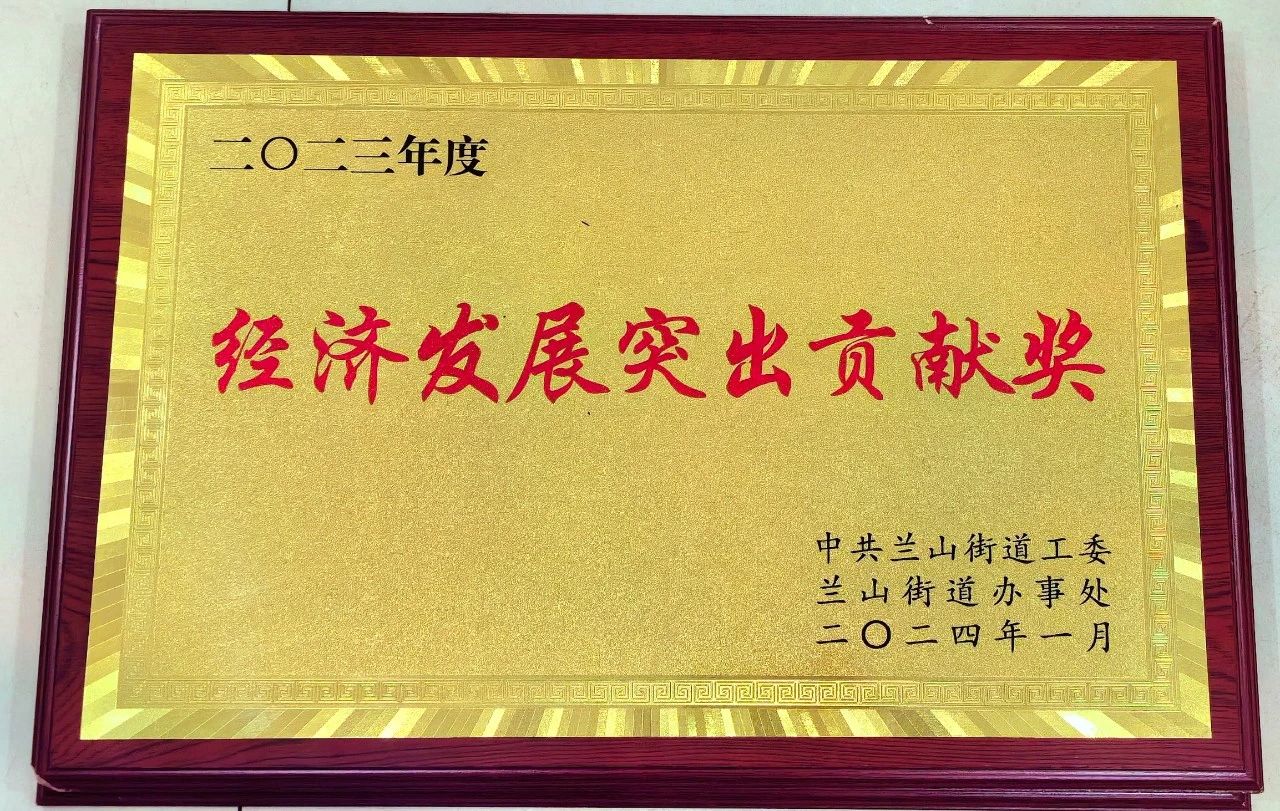 二〇二三年度
经济发展突出贡献奖
中共兰山街道工委
兰山街道办事处
二〇二四年一月